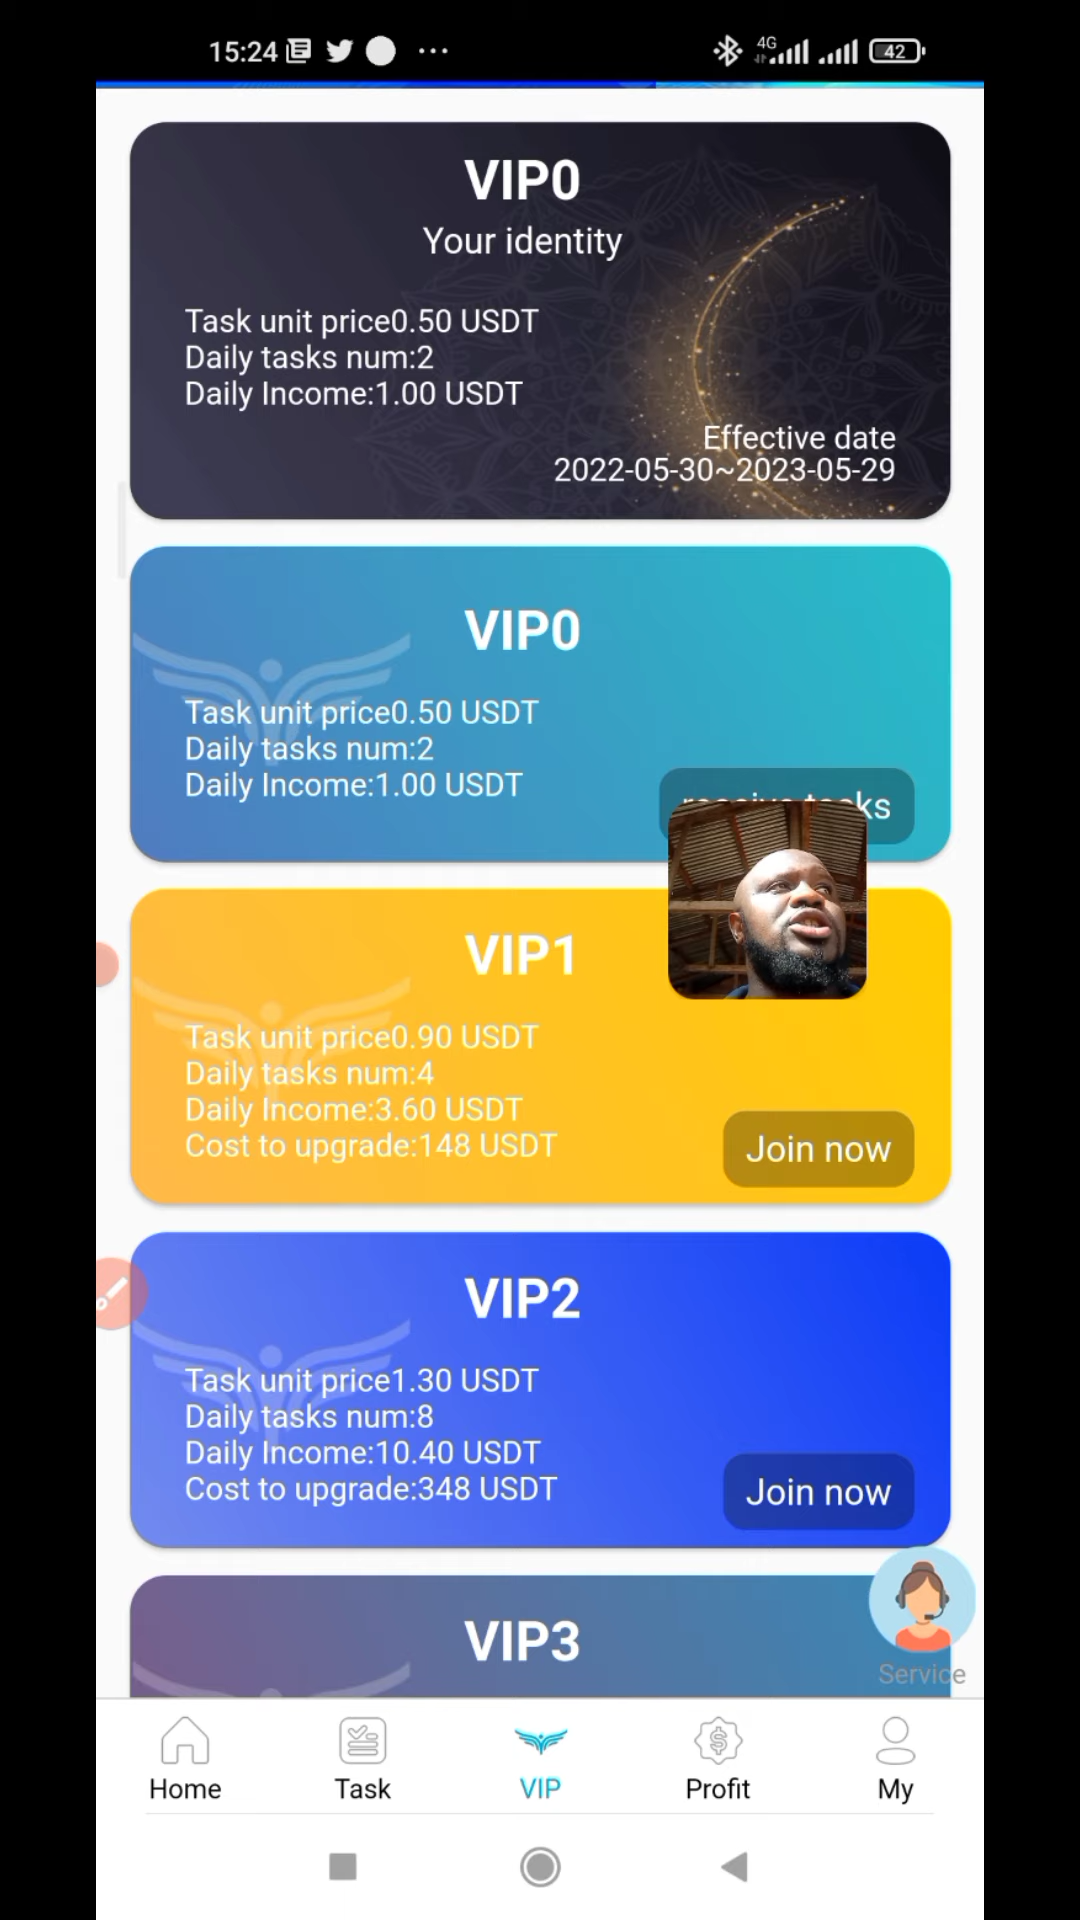 15:24
4G
42
VIP0
Your identity
Task unit price0.50 USDT
Daily tasks num:2
Daily Income:1.00 USDT
Effective date
2022-05-30~2023-05-29
VIP0
Task unit price0.50 USDT
Daily tasks num:2
Daily Income:1.00 USDT
VIP1
Task unit price0.90 USDT
Daily tasks num:4
Daily Income:3.60 USDT
Cost to upgrade:148 USDT
Join now
VIP2
Task unit price1.30 USDT
Daily tasks num:8
Daily Income:10.40 USDT
Cost to upgrade:348 USDT
Join now
VIP3
Service
Home
Task
VIP
Profit
My